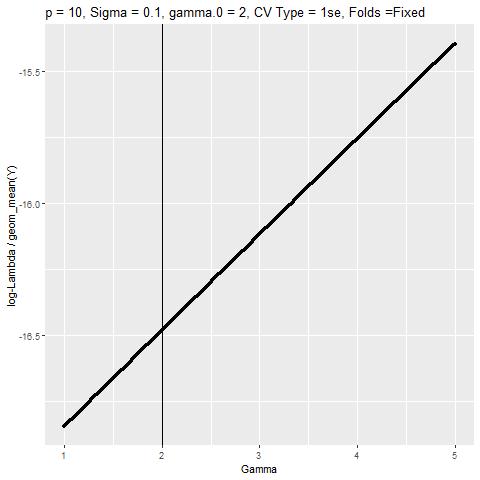 p = 10, Sigma = 0.1, gamma.0 = 2, CV Type = 1se, Folds =Fixed
log-Lambda / geom_mean(Y)
-15.5
-16.0
-16.5
1 2 3 4 5
Gamma